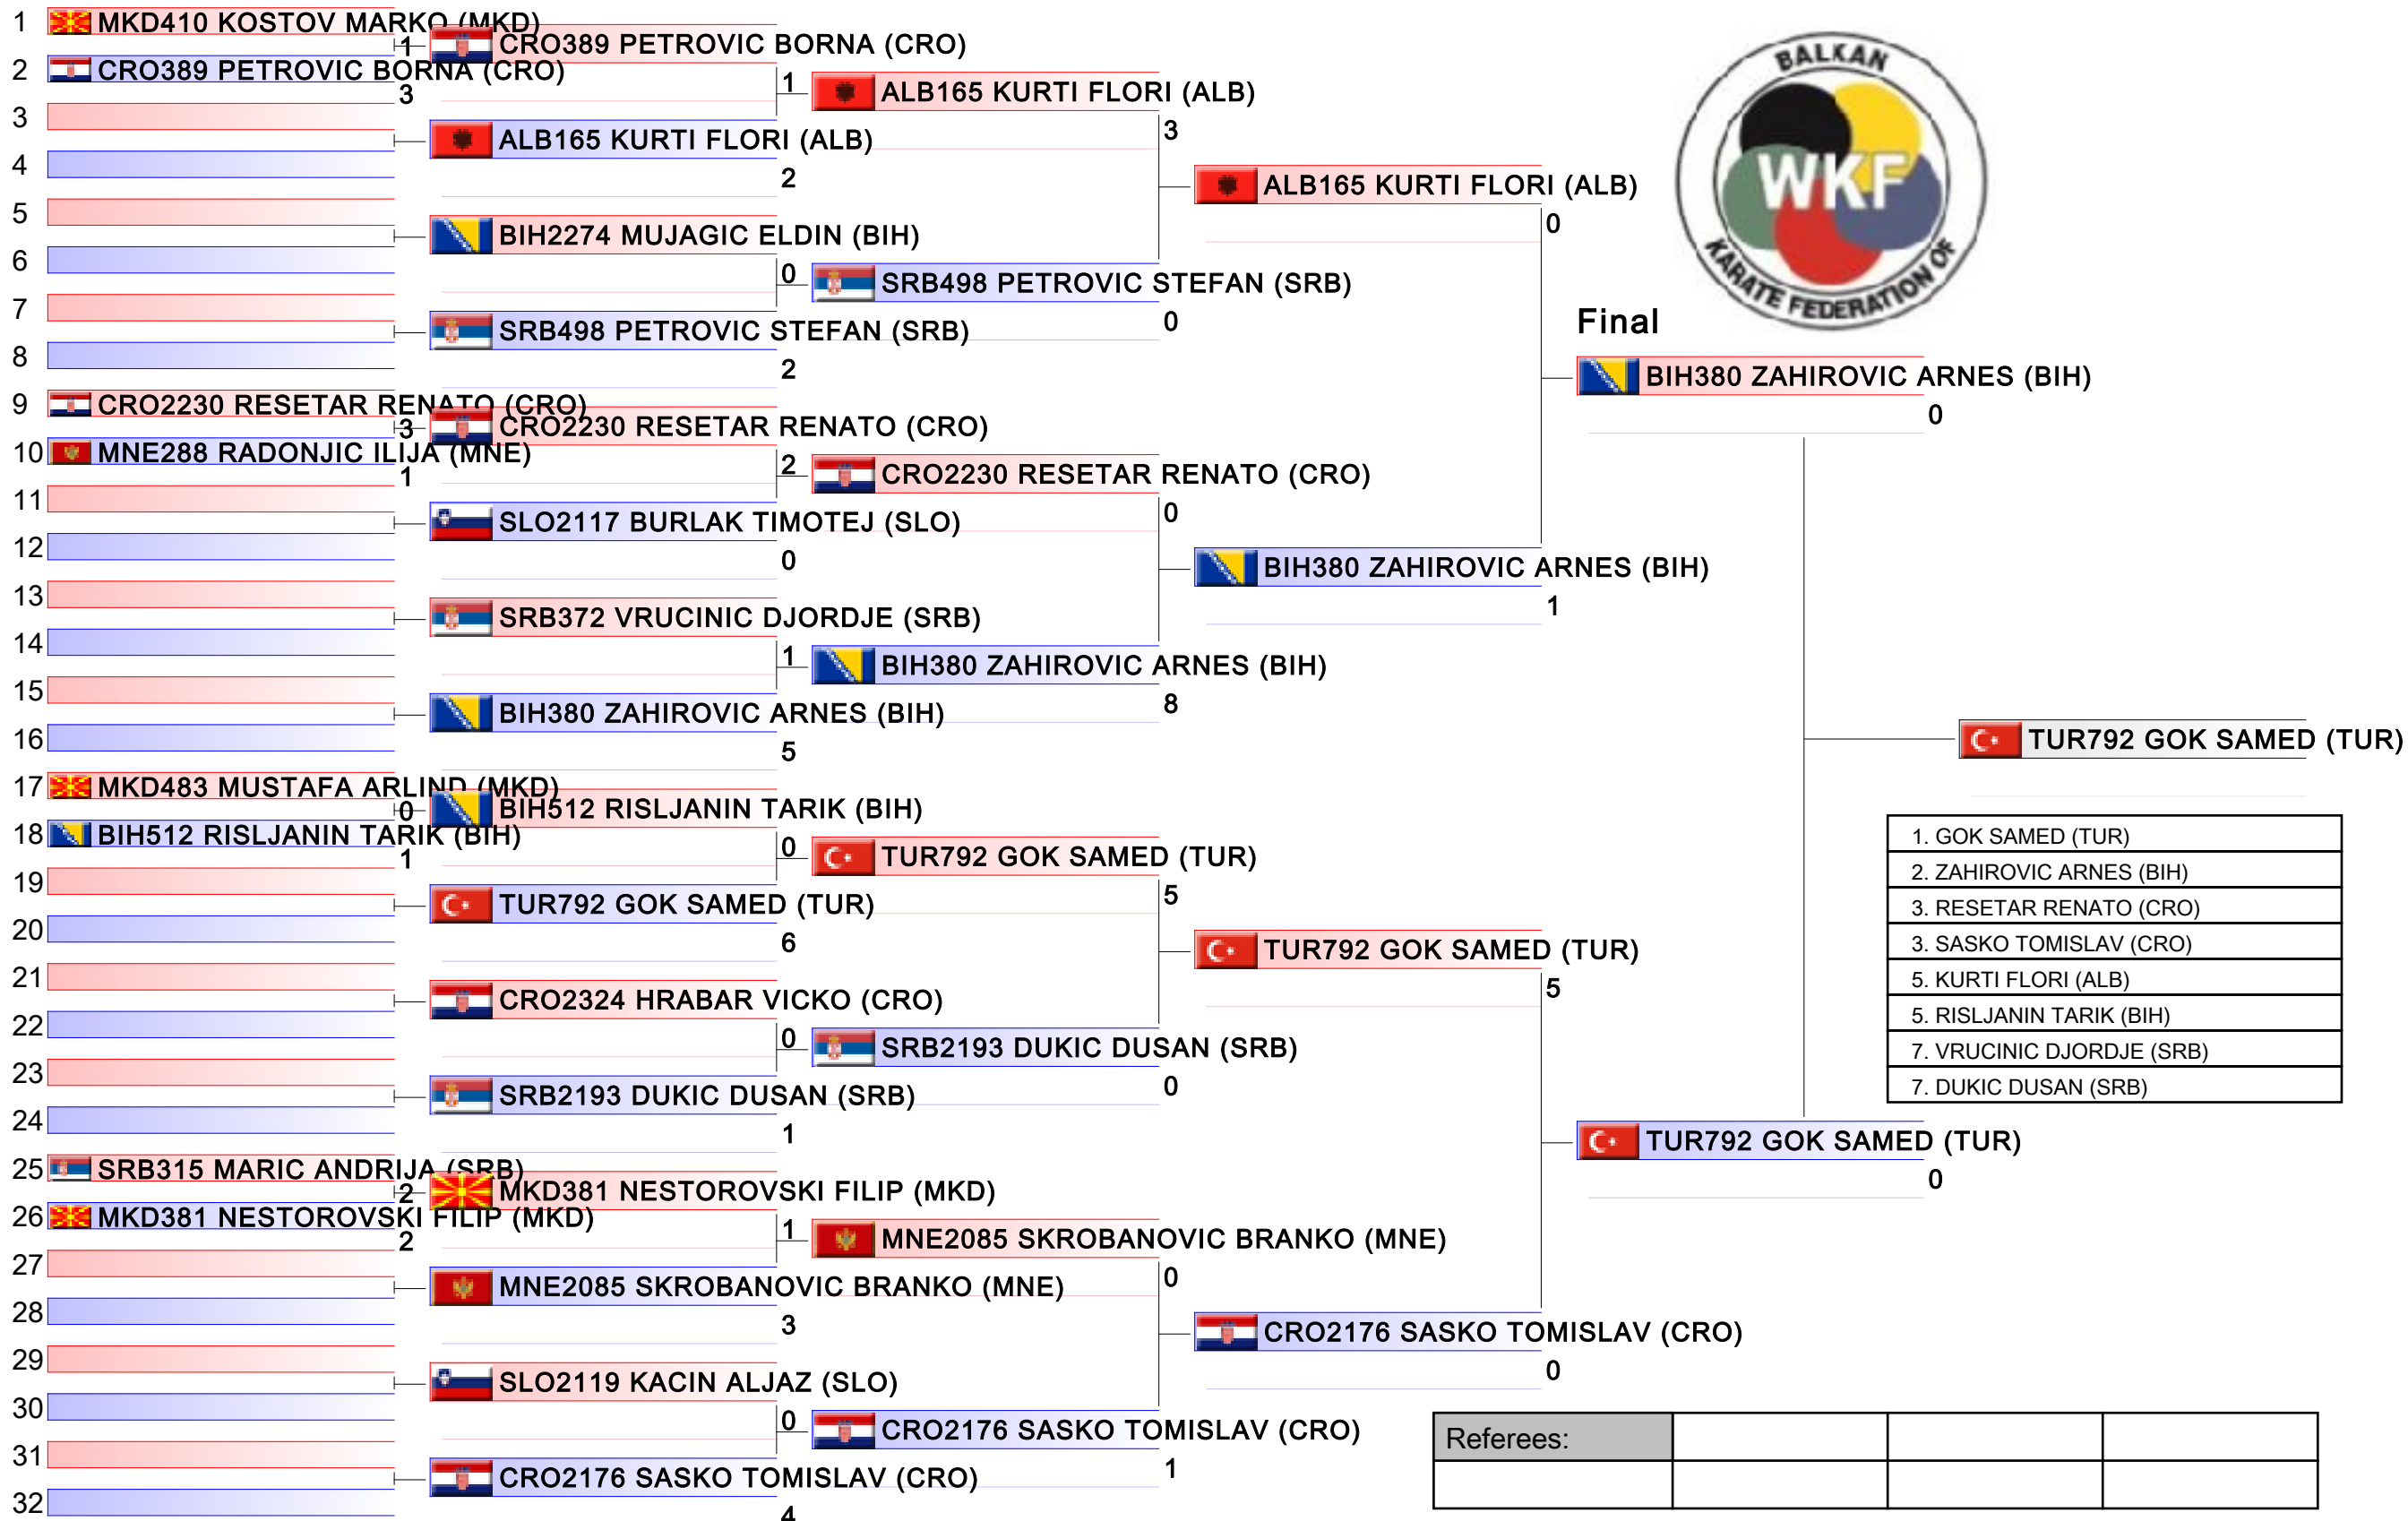 1 MKD410 KOSTOV MARKO (MKD)
1
2 CRO389 PETROVIC BORNA (CRO)
3
3
4
5
6
7
8
9 CRO2230 RESETAR RENATO (CRO)
3
10 MNE288 RADONJIC ILIJA (MNE)
1
11
12
13
14
15
16
17 MKD483 MUSTAFA ARLIND (MKD)
0
18 BIH512 RISLJANIN TARIK (BIH)
1
19
20
21
22
23
24
25 SRB315 MARIC ANDRIJA (SRB)
2
26 MKD381 NESTOROVSKI FILIP (MKD)
2
27
28
29
30
31
32
CRO389 PETROVIC BORNA (CRO)
1
ALB165 KURTI FLORI (ALB)
2
BIH2274 MUJAGIC ELDIN (BIH)
0
SRB498 PETROVIC STEFAN (SRB)
2
CRO2230 RESETAR RENATO (CRO)
2
SLO2117 BURLAK TIMOTEJ (SLO)
0
SRB372 VRUCINIC DJORDJE (SRB)
1
BIH380 ZAHIROVIC ARNES (BIH)
5
BIH512 RISLJANIN TARIK (BIH)
0
TUR792 GOK SAMED (TUR)
6
CRO2324 HRABAR VICKO (CRO)
0
SRB2193 DUKIC DUSAN (SRB)
1
MKD381 NESTOROVSKI FILIP (MKD)
1
MNE2085 SKROBANOVIC BRANKO (MNE)
3
SLO2119 KACIN ALJAZ (SLO)
0
CRO2176 SASKO TOMISLAV (CRO)
4
ALB165 KURTI FLORI (ALB)
3
SRB498 PETROVIC STEFAN (SRB)
0
CRO2230 RESETAR RENATO (CRO)
0
BIH380 ZAHIROVIC ARNES (BIH)
8
TUR792 GOK SAMED (TUR)
5
SRB2193 DUKIC DUSAN (SRB)
0
MNE2085 SKROBANOVIC BRANKO (MNE)
0
CRO2176 SASKO TOMISLAV (CRO)
1
ALB165 KURTI FLORI (ALB)
0
BIH380 ZAHIROVIC ARNES (BIH)
1
TUR792 GOK SAMED (TUR)
5
CRO2176 SASKO TOMISLAV (CRO)
0
BALKAN
WKF
KARATE FEDERATION OF
Final
BIH380 ZAHIROVIC ARNES (BIH)
0
TUR792 GOK SAMED (TUR)
0
TUR792 GOK SAMED (TUR)
1. GOK SAMED (TUR)
2. ZAHIROVIC ARNES (BIH)
3. RESETAR RENATO (CRO)
3. SASKO TOMISLAV (CRO)
5. KURTI FLORI (ALB)
5. RISLJANIN TARIK (BIH)
7. VRUCINIC DJORDJE (SRB)
7. DUKIC DUSAN (SRB)
Referees: